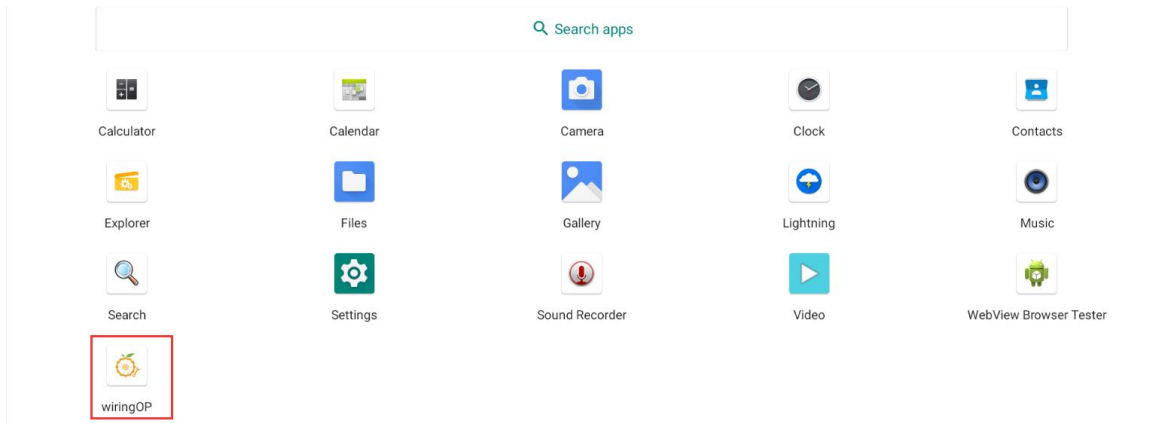 Search apps
Calculator
Calendar
Camera
Clock
Contacts
Explorer
Files
Gallery
Lightning
Music
Search
Settings
Sound Recorder
Video
WebView Browser Tester
wiringOP